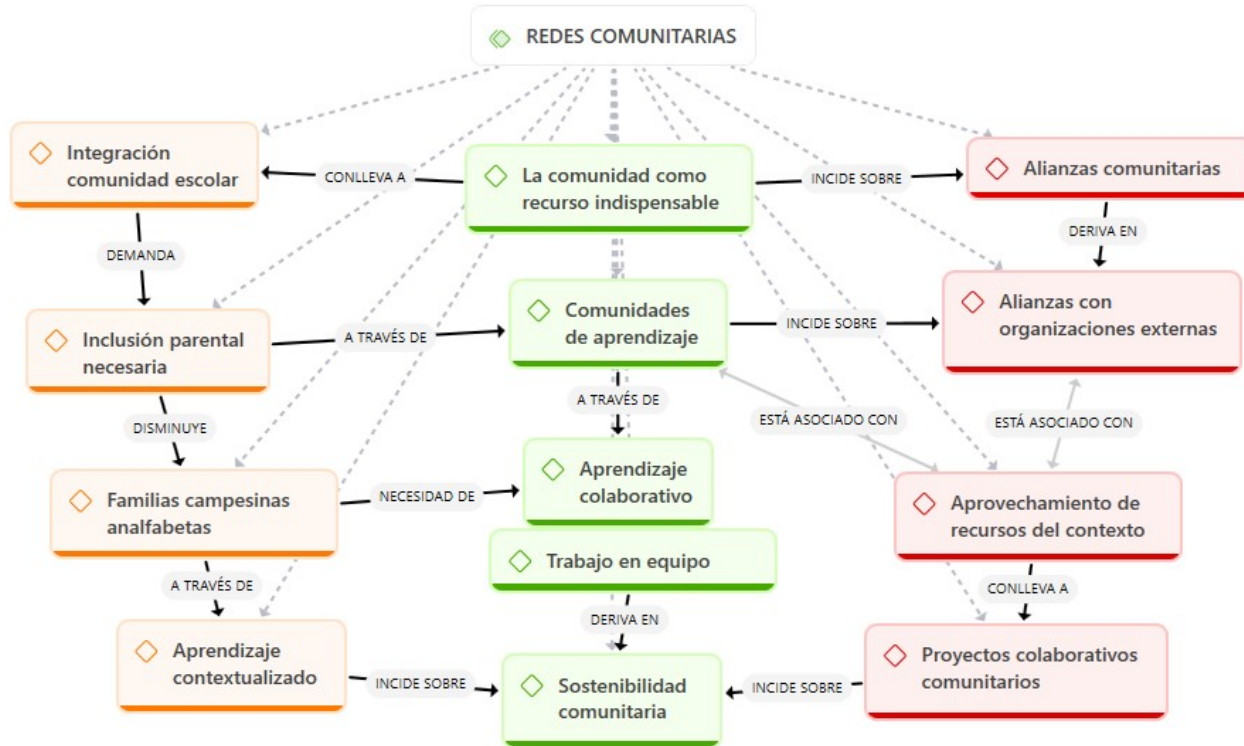 REDES COMUNITARIAS
Integración
comunidad escolar
CONLLEVA A
La comunidad como
recurso indispensable
INCIDE SOBRE
Alianzas comunitarias
DEMANDA
DERIVA EN
Inclusión parental
necesaria
A TRAVÉS DE
Comunidades
de aprendizaje
INCIDE SOBRE
Alianzas con
organizaciones externas
DISMINUYE
A TRAVÉS DE
ESTÁ ASOCIADO CON
ESTÁ ASOCIADO CON
Familias campesinas
analfabetas
NECESIDAD DE
Aprendizaje
colaborativo
Aprovechamiento de
recursos del contexto
Trabajo en equipo
A TRAVÉS DE
DERIVA EN
CONLLEVA A
Aprendizaje
contextualizado
INCIDE SOBRE
Sostenibilidad
comunitaria
INCIDE SOBRE
Proyectos colaborativos
comunitarios